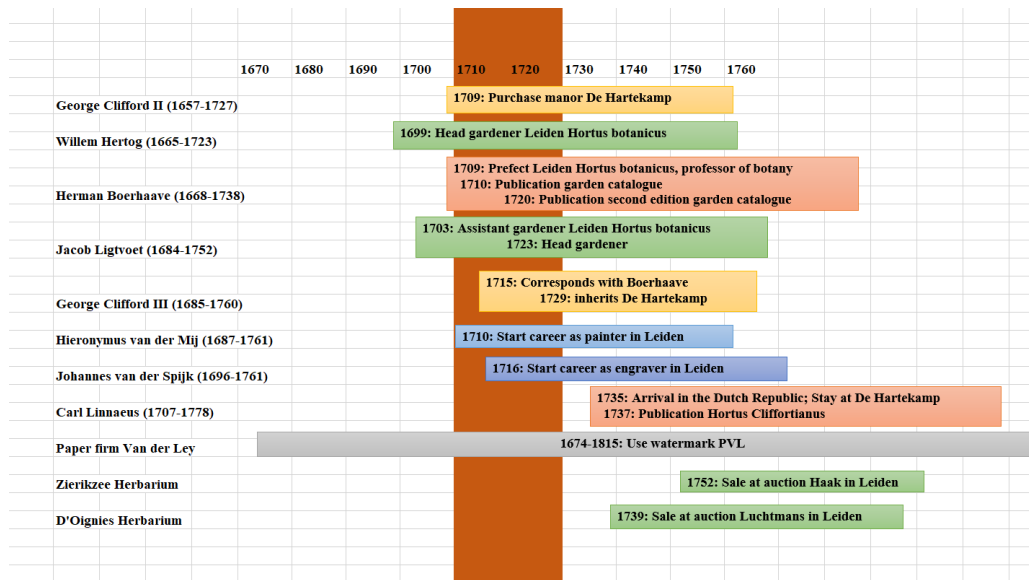 1670 1680 1690 1700 1710 1720 1730 1740 1750 1760
George Clifford II (1657-1727)
1709: Purchase manor De Hartekamp
Willem Hertog (1665-1723)
1699: Head gardener Leiden Hortus botanicus
Herman Boerhaave (1668-1738)
1709: Prefect Leiden Hortus botanicus, professor of botany
1710: Publication garden catalogue
1720: Publication second edition garden catalogue
Jacob Ligtvoet (1684-1752)
1703: Assistant gardener Leiden Hortus botanicus
1723: Head gardener
George Clifford III (1685-1760)
1715: Corresponds with Boerhaave
1729: inherits De Hartekamp
Hieronymus van der Mij (1687-1761)
1710: Start career as painter in Leiden
Johannes van der Spijk (1696-1761)
1716: Start career as engraver in Leiden
Carl Linnaeus (1707-1778)
1735: Arrival in the Dutch Republic; Stay at De Hartekamp
1737: Publication Hortus Cliffortianus
Paper firm Van der Ley
1674-1815: Use watermark PVL
Zierikzee Herbarium
1752: Sale at auction Haak in Leiden
D'Oignies Herbarium
1739: Sale at auction Luchtmans in Leiden